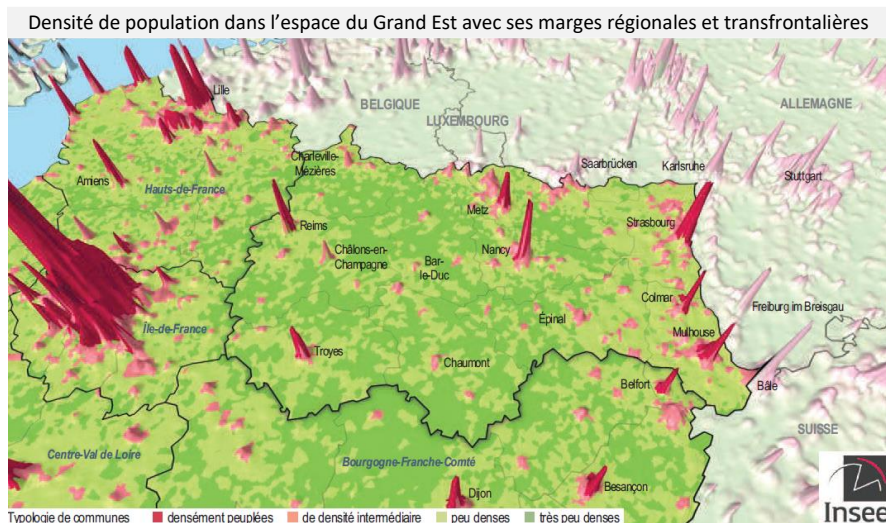 Densité de population dans l’espace du Grand Est avec ses marges régionales et transfrontalières
Lille
BELGIQUE
ALLEMAGNE
LUXEMBOURG
Charleville-
Mézières
Saarbrücken
Karlsruhe
Stuttgart
Amiens
Hauts-de-France
Metz
Reims
Strasbourg
Châlons-en-
Champagne
Nancy
Bar-
le-Duc
Colmar
Freiburg im Breisgau
Île-de-France
Épinal
Mulhouse
Troyes
Chaumont
Belfort
Bâle
SUISSE
Centre-Val de Loire
Bourgogne-Franche-Comté
Dijon
Besançon
Insee
Typologie de communes densément peuplées de densité intermédiaire peu denses très peu denses